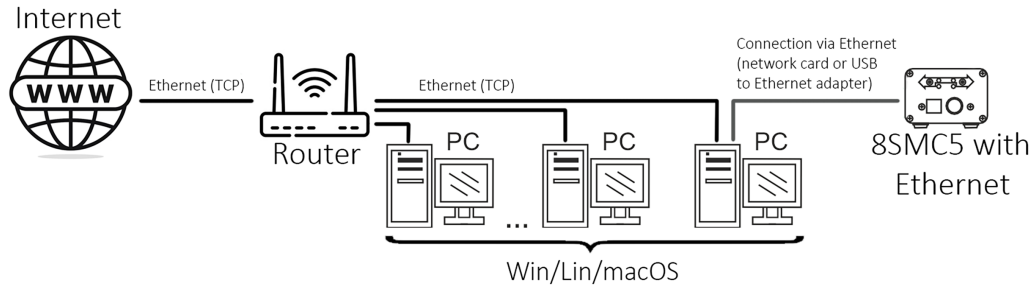 Internet
WWW
Ethernet (TCP)
Router
Ethernet (TCP)
PC
PC
PC
...
Win/Lin/macOS
Connection via Ethernet
(network card or USB
to Ethernet adapter)
8SMC5 with
Ethernet